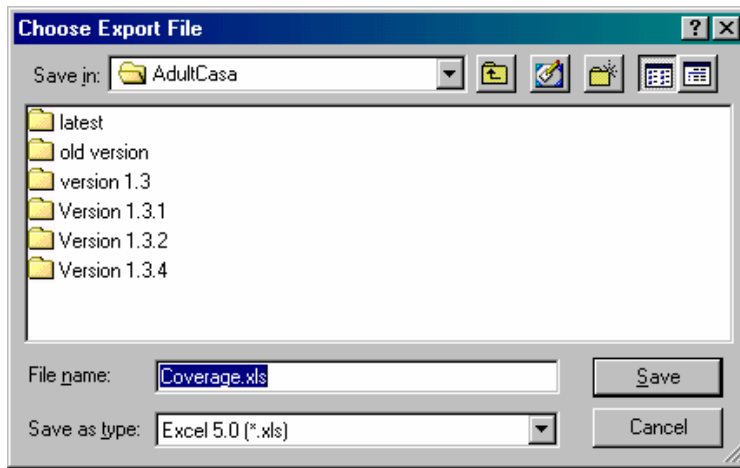 Choose Export File
Save in: AdultCasa
latest
old version
version 1.3
Version 1.3.1
Version 1.3.2
Version 1.3.4
File name: Coverage.xls Save
Save as type: Excel 5.0 (*.xls) Cancel